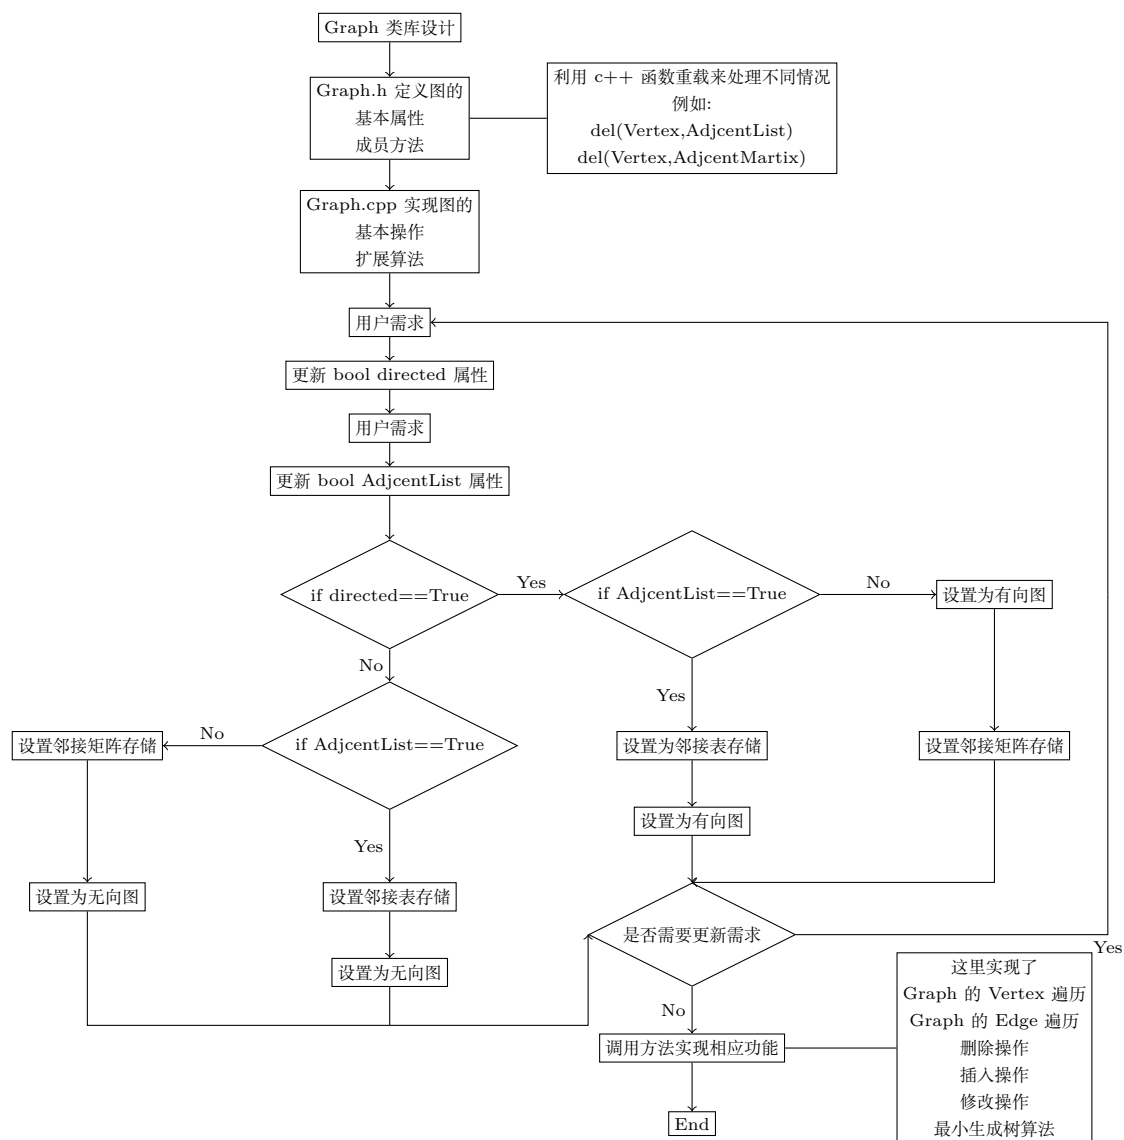 Graph 类库设计
Graph.h 定义图的
基本属性
成员方法
利用 c++ 函数重载来处理不同情况
例如:
del(Vertex,AdjcentList)
del(Vertex,AdjcentMartix)
Graph.cpp 实现图的
基本操作
扩展算法
用户需求
更新 bool directed 属性
用户需求
更新 bool AdjcentList 属性
if directed==True
Yes
if AdjcentList==True
No
设置为有向图
No
Yes
设置邻接矩阵存储
No
if AdjcentList==True
设置为邻接表存储
设置邻接矩阵存储
设置为有向图
Yes
设置为无向图
设置邻接表存储
是否需要更新需求
Yes
设置为无向图
No
调用方法实现相应功能
这里实现了
Graph 的 Vertex 遍历
Graph 的 Edge 遍历
删除操作
插入操作
修改操作
最小生成树算法
End